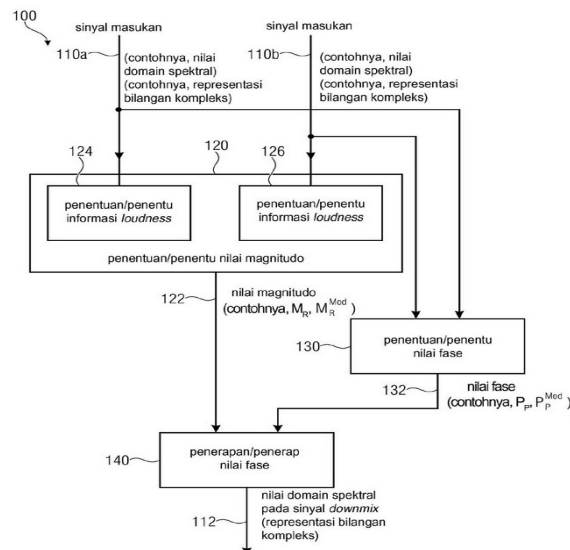 100
sinyal masukan
sinyal masukan
110a
(contohnya, nilai
domain spektral)
(contohnya, representasi
bilangan kompleks)
110b
(contohnya, nilai
domain spektral)
(contohnya, representasi
bilangan kompleks)
124
120
126
penentuan/penentu
informasi loudness
penentuan/penentu
informasi loudness
penentuan/penentu nilai magnitudo
122
nilai magnitudo
(contohnya, M_R, M_R^Mod)
130
penentuan/penentu
nilai fase
132
nilai fase
(contohnya, P_P, P_P^Mod)
140
penerapan/penerap
nilai fase
112
nilai domain spektral
pada sinyal downmix
(representasi bilangan
kompleks)